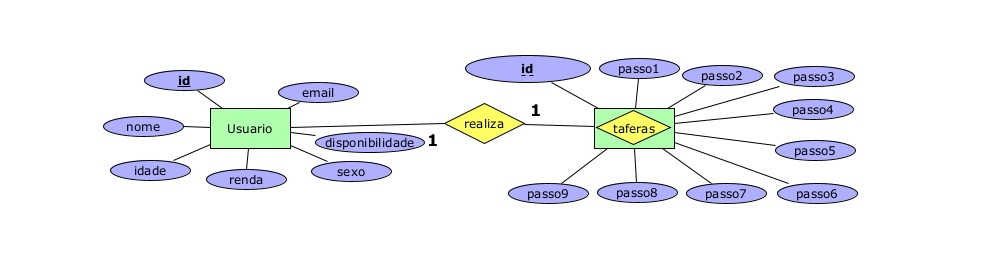 id
email
nome
Usuario
disponibilidade
idade
renda
sexo
1
realiza
1
id
passo1
passo2
passo3
passo4
taferas
passo5
passo9
passo8
passo7
passo6